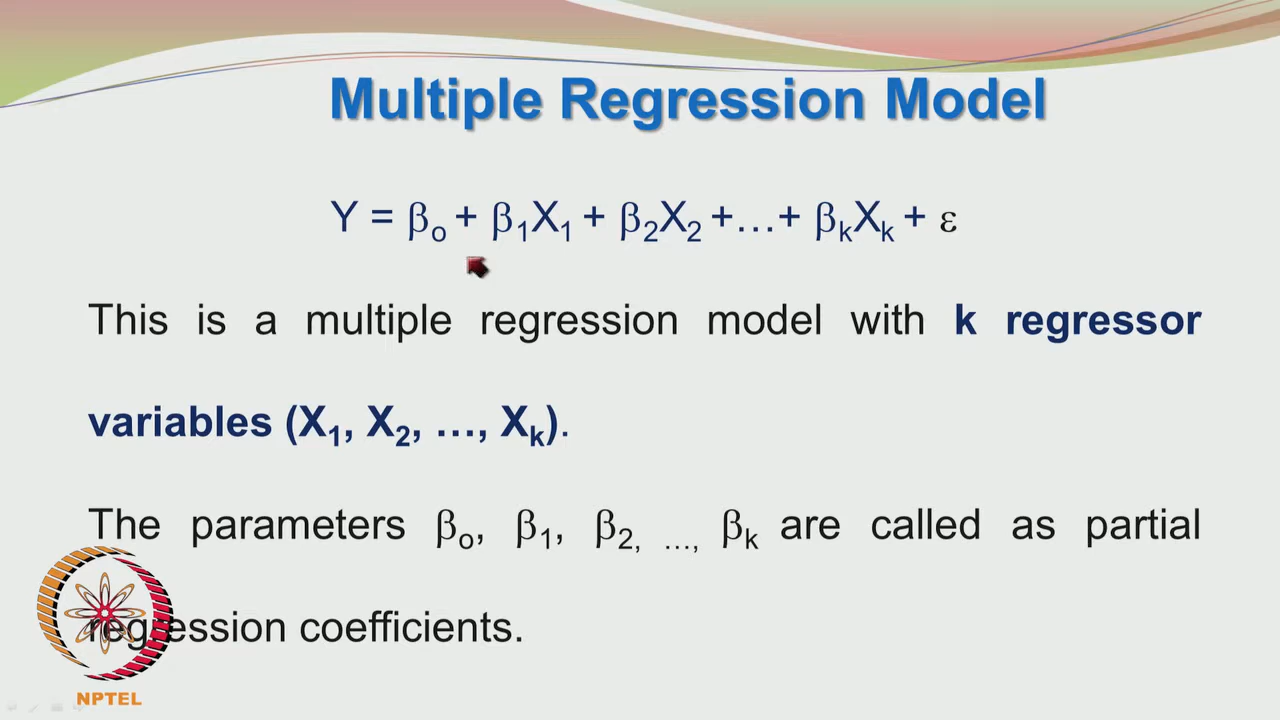 Multiple Regression Model
Y = βo + β1X1 + β2X2 +…+ βkXk + ε
This is a multiple regression model with k regressor
variables (X1, X2, …, Xk).
The parameters βo, β1, β2, …, βk are called as partial
regression coefficients.
NPTEL